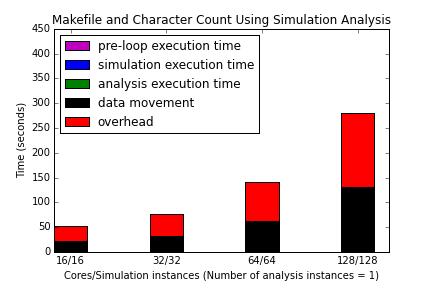 Makefile and Character Count Using Simulation Analysis
450
400
350
300
250
200
150
100
50
0
Time (seconds)
pre-loop execution time
simulation execution time
analysis execution time
data movement
overhead
16/16 32/32 64/64 128/128
Cores/Simulation instances (Number of analysis instances = 1)